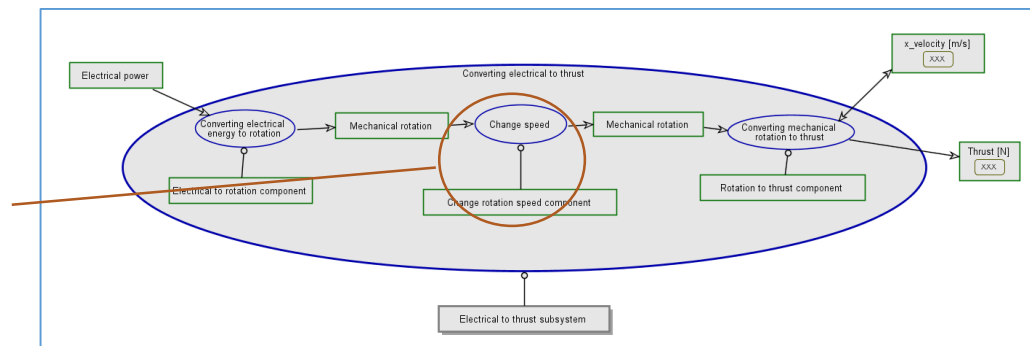 x_velocity [m/s]
xxx
Electrical power
Converting electrical to thrust
Converting electrical
energy to rotation
Mechanical rotation
Change speed
Mechanical rotation
Converting mechanical
rotation to thrust
Thrust [N]
xxx
Electrical to rotation component
Change rotation speed component
Rotation to thrust component
Electrical to thrust subsystem